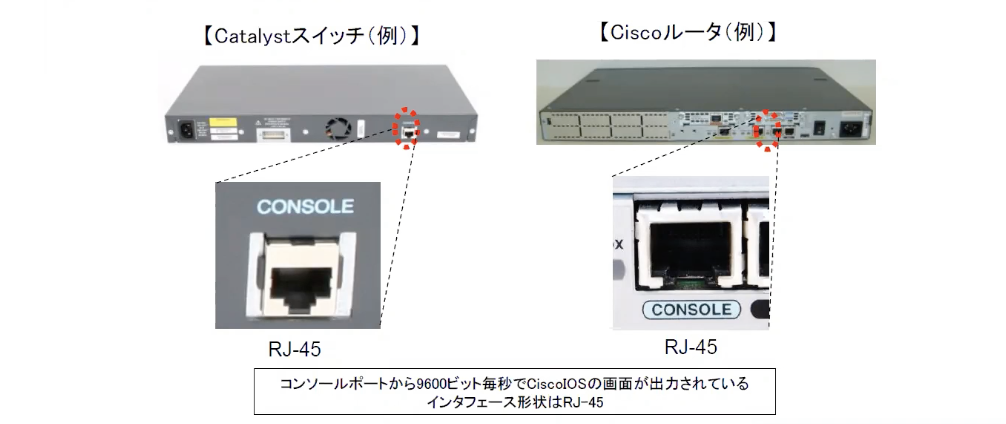 【Catalystスイッチ(例)】
【Ciscoルータ(例)】
CONSOLE
CONSOLE
RJ-45
RJ-45
コンソールポートから9600ビット毎秒でCiscoIOSの画面が出力されている
インタフェース形状はRJ-45